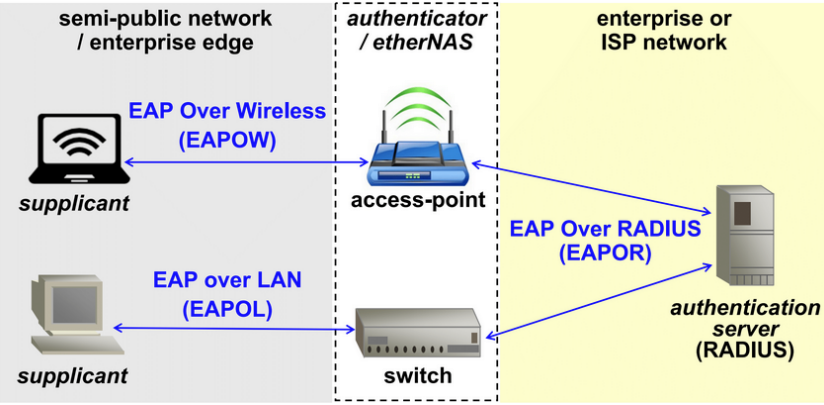 semi-public network
/ enterprise edge
authenticator
/ etherNAS
enterprise or
ISP network
EAP Over Wireless
(EAPOW)
supplicant
access-point
EAP Over RADIUS
(EAPOR)
EAP over LAN
(EAPOL)
authentication
server
(RADIUS)
supplicant
switch